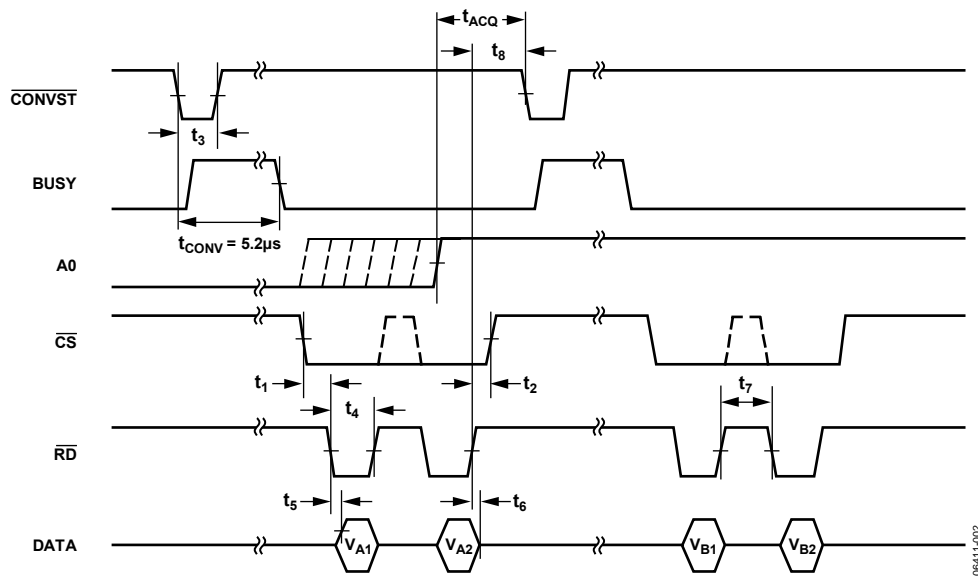 tACQ
t8
CONVST
t3
BUSY
tCONV = 5.2µs
A0
CS
t1
t4
t2
t7
RD
t5
t6
DATA
VA1
VA2
VB1
VB2
06411-002